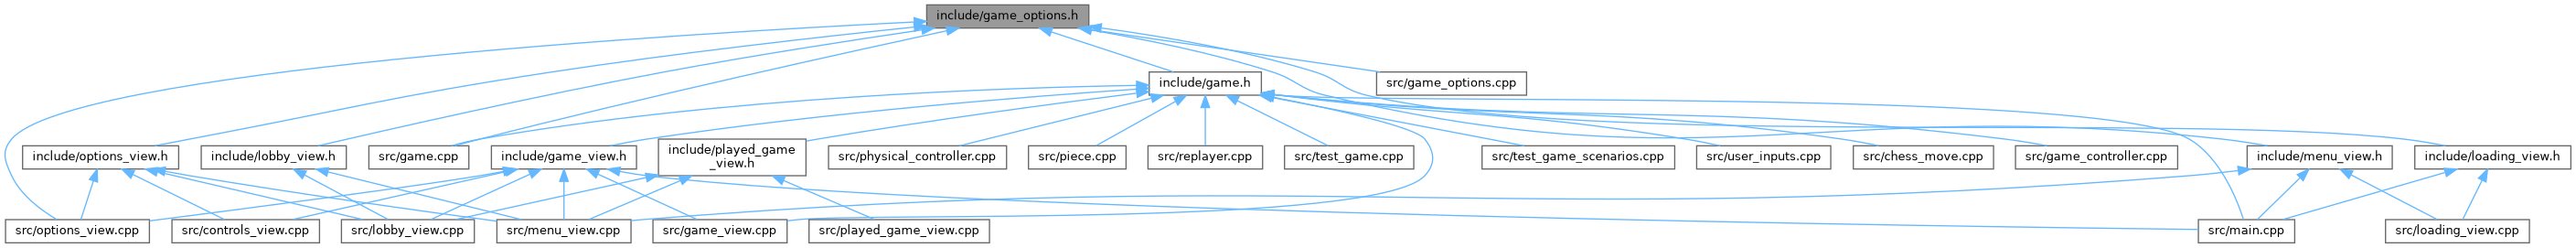 include/game_options.h
include/game.h
src/game_options.cpp
include/options_view.h
include/lobby_view.h
src/game.cpp
include/game_view.h
include/played_game
_view.h
src/physical_controller.cpp
src/piece.cpp
src/replayer.cpp
src/test_game.cpp
src/test_game_scenarios.cpp
src/user_inputs.cpp
src/chess_move.cpp
src/game_controller.cpp
include/menu_view.h
include/loading_view.h
src/options_view.cpp
src/controls_view.cpp
src/lobby_view.cpp
src/menu_view.cpp
src/game_view.cpp
src/played_game_view.cpp
src/main.cpp
src/loading_view.cpp